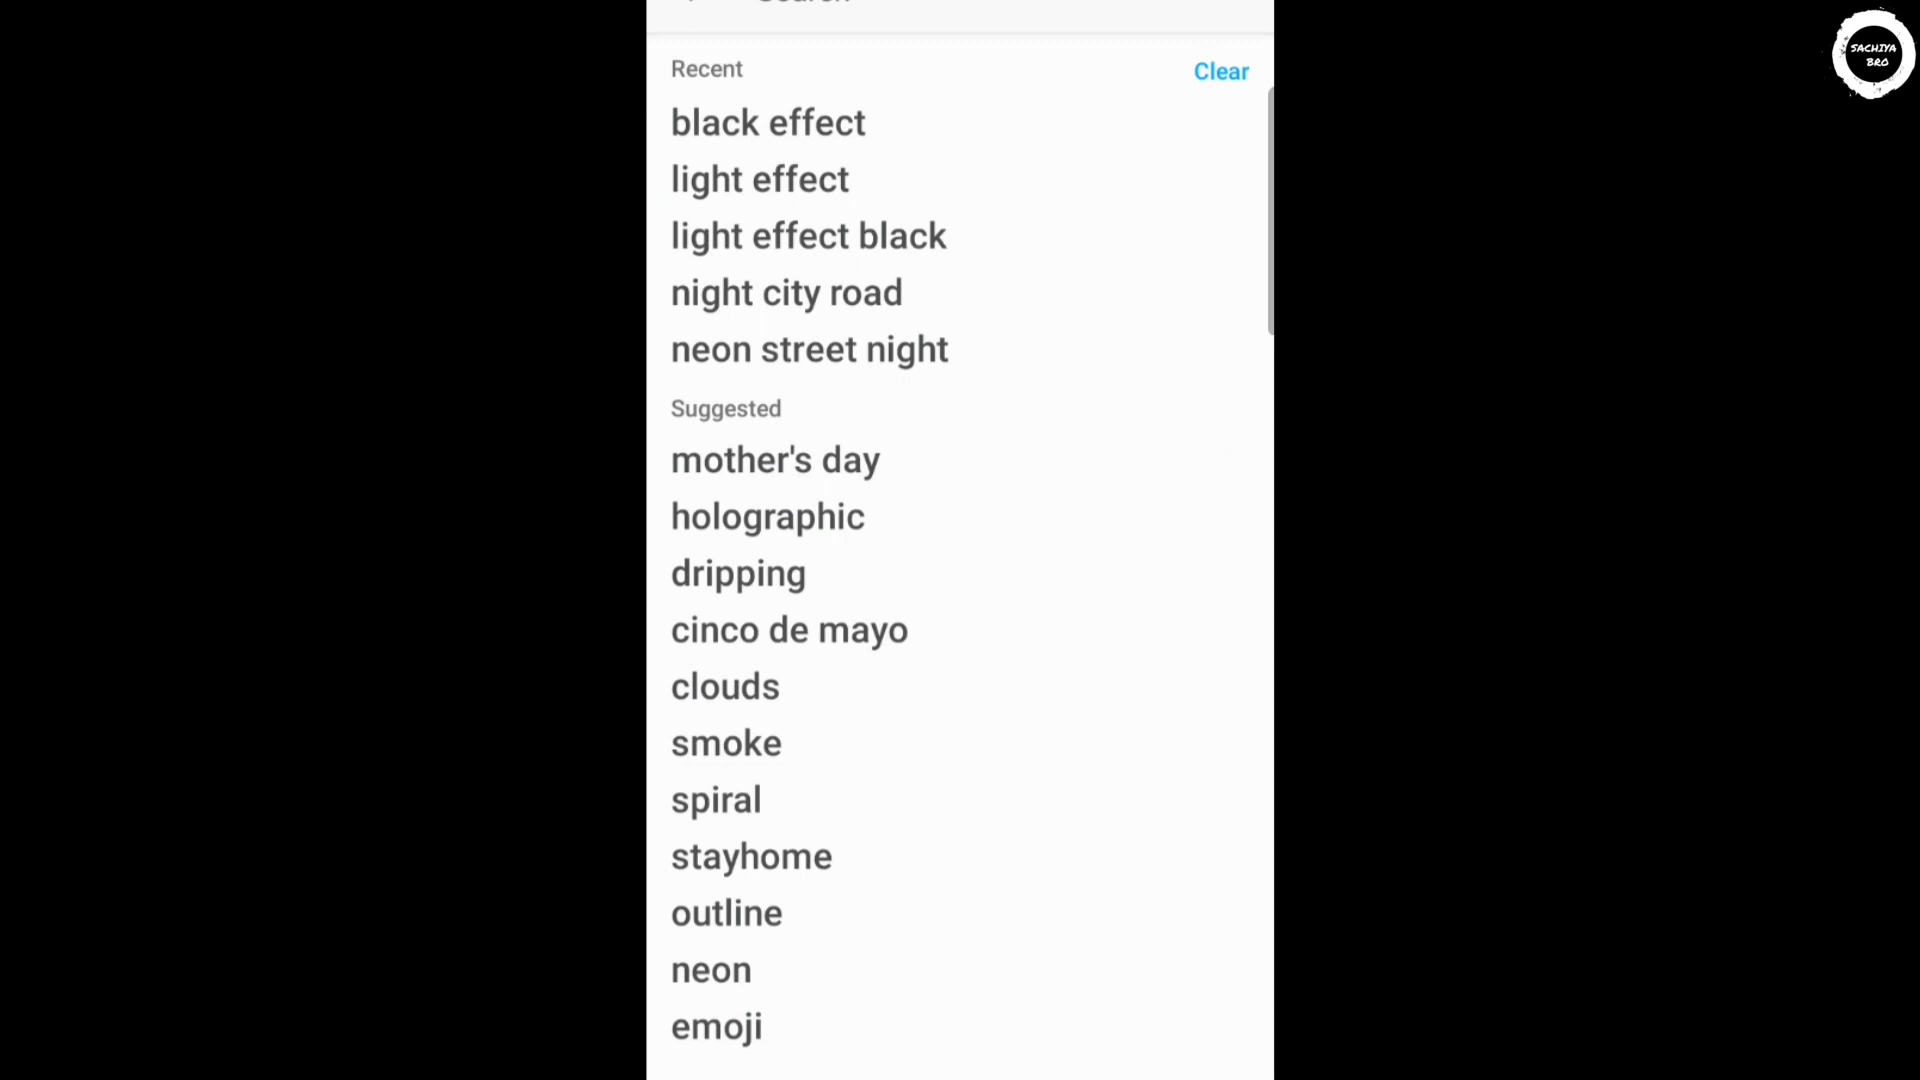 Search
Recent
Clear
black effect
light effect
light effect black
night city road
neon street night
Suggested
mother's day
holographic
dripping
cinco de mayo
clouds
smoke
spiral
stayhome
outline
neon
emoji
SACHIYA
BRO